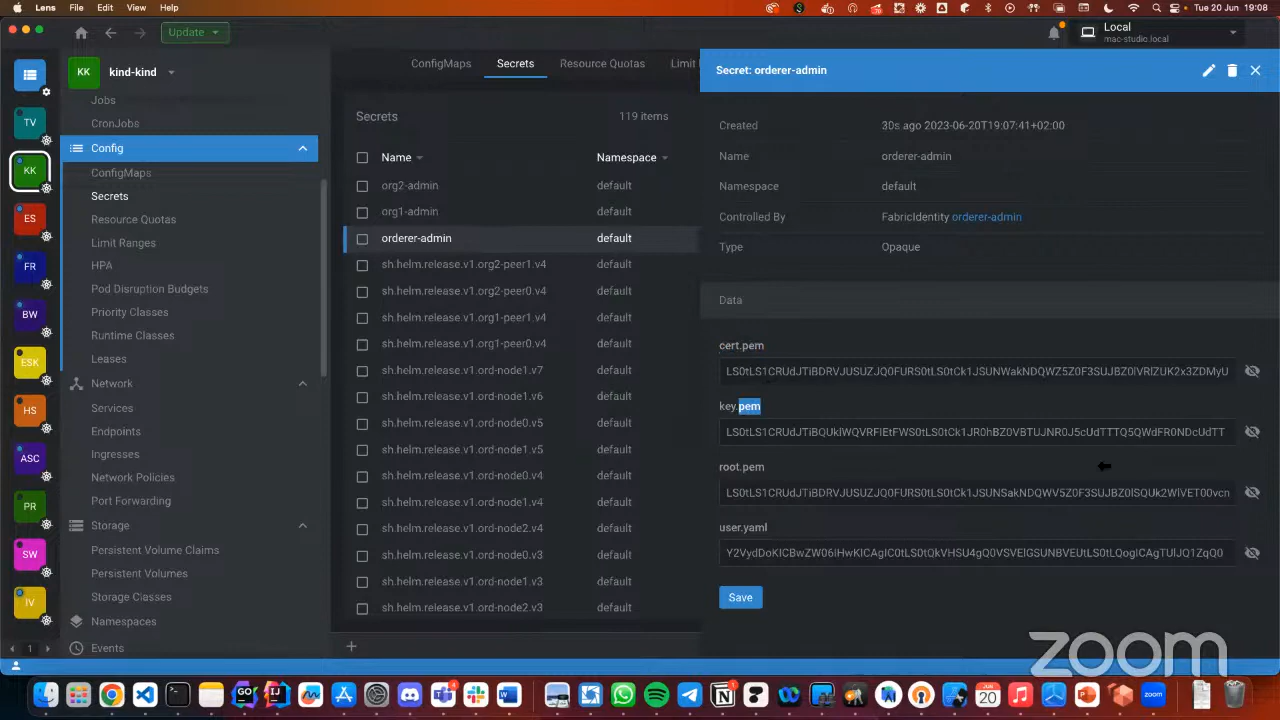 Lens File Edit View Help
Tue 20 Jun 19:08
Update
Local
mac-studio.local
KK
kind-kind
TV
KK
ES
FR
BW
ESK
HS
ASC
PR
SW
IV
1
Jobs
CronJobs
Config
ConfigMaps
Secrets
Resource Quotas
Limit Ranges
HPA
Pod Disruption Budgets
Priority Classes
Runtime Classes
Leases
Network
Services
Endpoints
Ingresses
Network Policies
Port Forwarding
Storage
Persistent Volume Claims
Persistent Volumes
Storage Classes
Namespaces
Events
ConfigMaps Secrets Resource Quotas Limit
Secrets 119 items
Name Namespace
org2-admin default
org1-admin default
orderer-admin default
sh.helm.release.v1.org2-peer1.v4 default
sh.helm.release.v1.org2-peer0.v4 default
sh.helm.release.v1.org1-peer1.v4 default
sh.helm.release.v1.org1-peer0.v4 default
sh.helm.release.v1.ord-node1.v7 default
sh.helm.release.v1.ord-node1.v6 default
sh.helm.release.v1.ord-node0.v5 default
sh.helm.release.v1.ord-node1.v5 default
sh.helm.release.v1.ord-node0.v4 default
sh.helm.release.v1.ord-node1.v4 default
sh.helm.release.v1.ord-node2.v4 default
sh.helm.release.v1.ord-node0.v3 default
sh.helm.release.v1.ord-node1.v3 default
sh.helm.release.v1.ord-node2.v3 default
Secret: orderer-admin
Created 30s ago 2023-06-20T19:07:41+02:00
Name orderer-admin
Namespace default
Controlled By FabricIdentity orderer-admin
Type Opaque
Data
cert.pem
key.pem
root.pem
user.yaml
Save
zoom
zoom